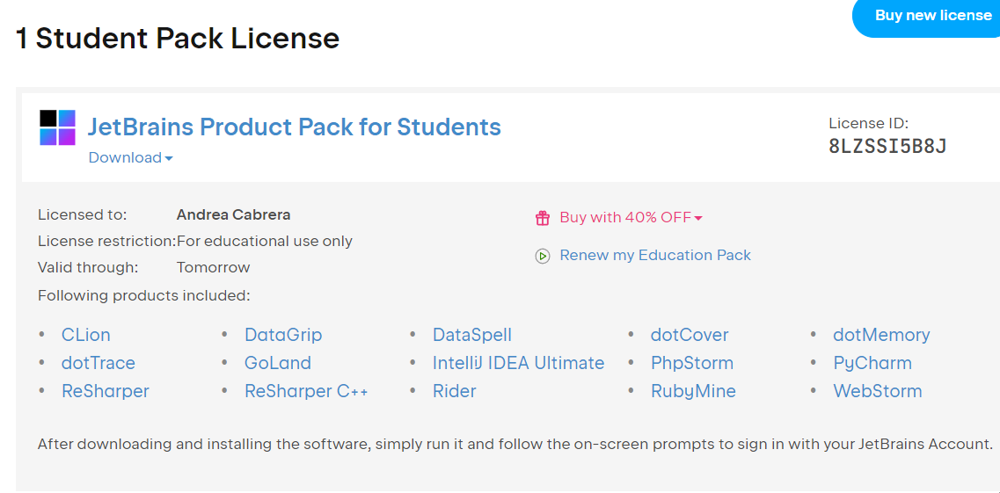 Buy new license
1 Student Pack License
JetBrains Product Pack for Students
License ID:
Download
8LZSSI5B8J
Licensed to: Andrea Cabrera
Buy with 40% OFF
License restriction:For educational use only
Renew my Education Pack
Valid through: Tomorrow
Following products included:
• CLion • DataGrip • DataSpell • dotCover • dotMemory
• dotTrace • GoLand • IntelliJ IDEA Ultimate • PhpStorm • PyCharm
• ReSharper • ReSharper C++ • Rider • RubyMine • WebStorm
After downloading and installing the software, simply run it and follow the on-screen prompts to sign in with your JetBrains Account.